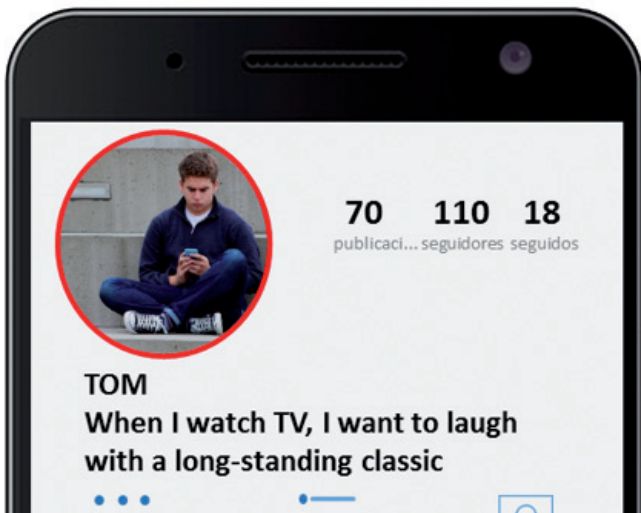 70 110 18
publicaci... seguidores seguidos
TOM
When I watch TV, I want to laugh
with a long-standing classic